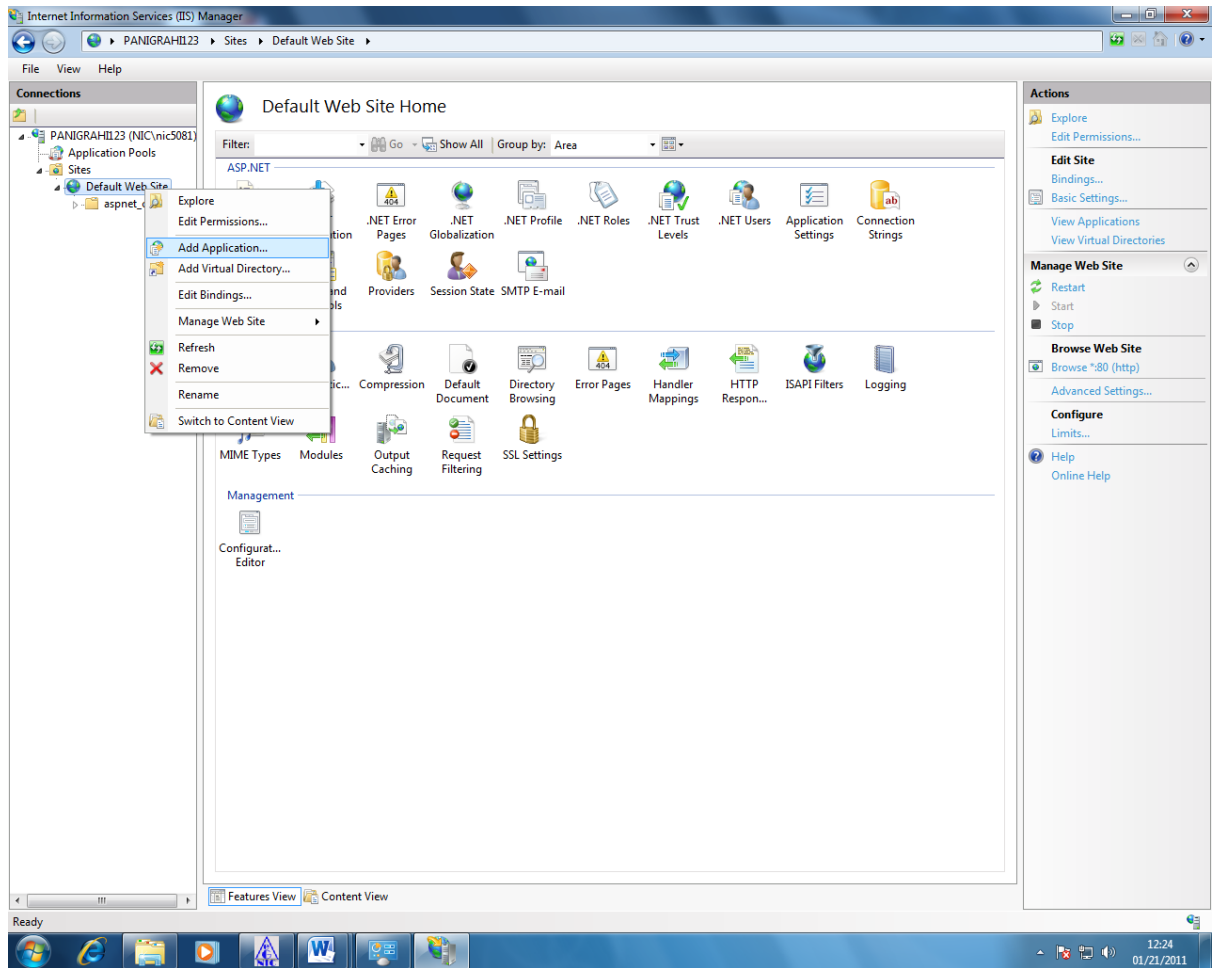 Internet Information Services (IIS) Manager
PANIGRAHI123 Sites Default Web Site
File View Help
Connections
PANIGRAHI123 (NIC\nic5081)
Application Pools
Sites
Default Web Site
aspnet_
Explore
Edit Permissions...
Add Application...
Add Virtual Directory...
Edit Bindings...
Manage Web Site
Refresh
Remove
Rename
Switch to Content View
Default Web Site Home
Filter: Go Show All Group by: Area
ASP.NET
.NET Error Pages
.NET Globalization
.NET Profile
.NET Roles
.NET Trust Levels
.NET Users
Application Settings
Connection Strings
Providers
Session State
SMTP E-mail
Compression
Default Document
Directory Browsing
Error Pages
Handler Mappings
HTTP Respon...
ISAPI Filters
Logging
MIME Types
Modules
Output Caching
Request Filtering
SSL Settings
Management
Configurat... Editor
Features View Content View
Actions
Explore
Edit Permissions...
Edit Site
Bindings...
Basic Settings...
View Applications
View Virtual Directories
Manage Web Site
Restart
Start
Stop
Browse Web Site
Browse *:80 (http)
Advanced Settings...
Configure
Limits...
Help
Online Help
Ready
NIC
12:24
01/21/2011